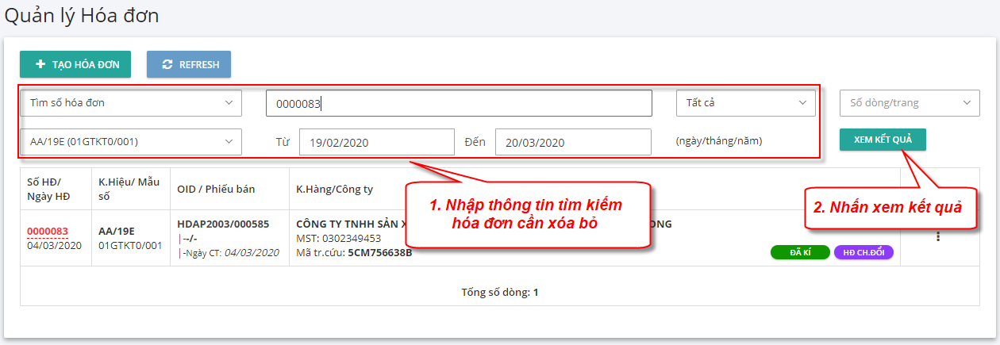 Quản lý Hóa đơn
TẠO HÓA ĐƠN REFRESH
Tìm số hóa đơn 0000083 Tất cả Số dòng/trang
AA/19E (01GTKT0/001) Từ 19/02/2020 Đến 20/03/2020 (ngày/tháng/năm) XEM KẾT QUẢ
Số HĐ/ Ngày HĐ
K.Hiệu/ Mẫu số
OID / Phiếu bán
K.Hàng/Công ty
1. Nhập thông tin tìm kiếm
hóa đơn cần xóa bỏ
2. Nhấn xem kết quả
0000083
04/03/2020
AA/19E
01GTKT0/001
HDAP2003/000585
|--/-
|-Ngày CT: 04/03/2020
CÔNG TY TNHH SẢN ONG
MST: 0302349453
Mã tr.cứu: 5CM756638B
ĐÃ KÍ HĐ CH.ĐỔI
Tổng số dòng: 1